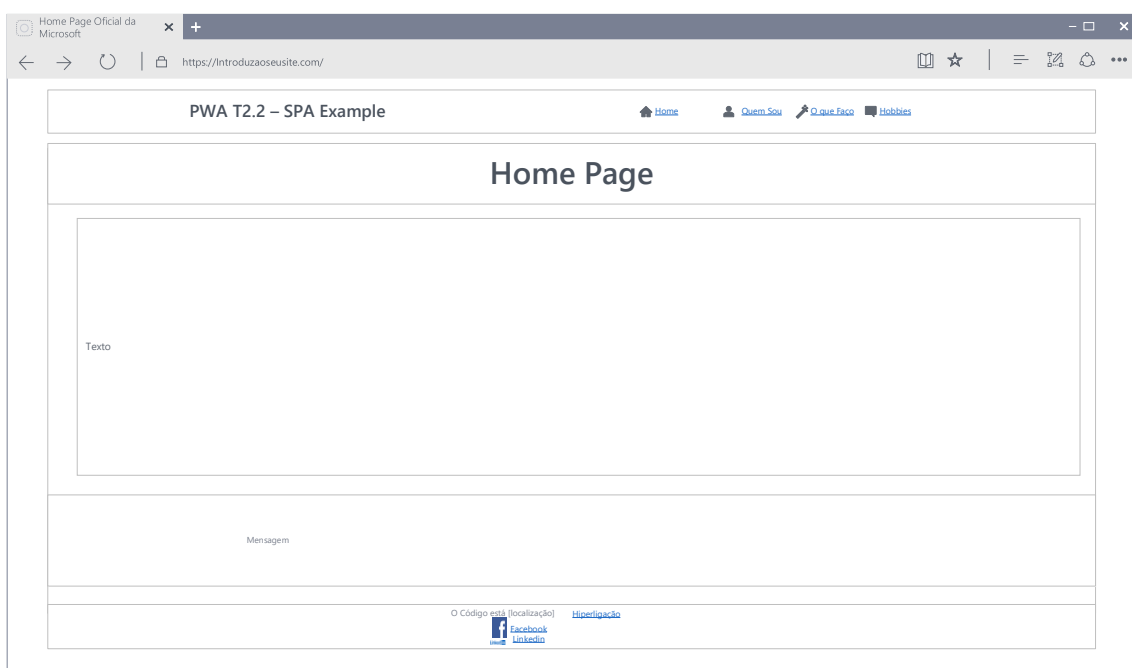 Home Page Oficial da
Microsoft
https://Introduzaoseusite.com/
PWA T2.2 – SPA Example
Home
Quem Sou
O que Faço
Hobbies
Home Page
Texto
Mensagem
O Código está [localização] Hiperligação
Facebook
Linkedin